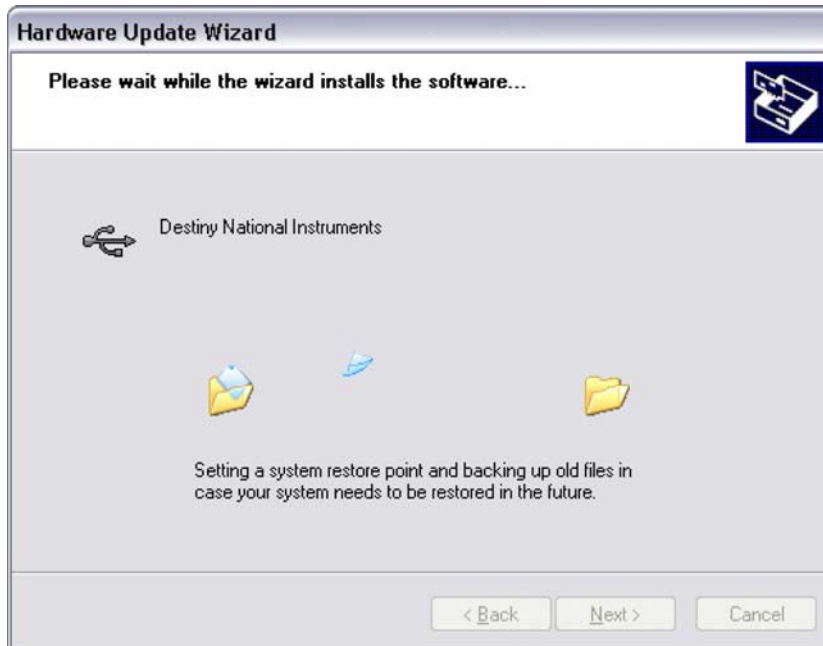 Hardware Update Wizard
Please wait while the wizard installs the software...
Destiny National Instruments
Setting a system restore point and backing up old files in
case your system needs to be restored in the future.
< Back Next > Cancel